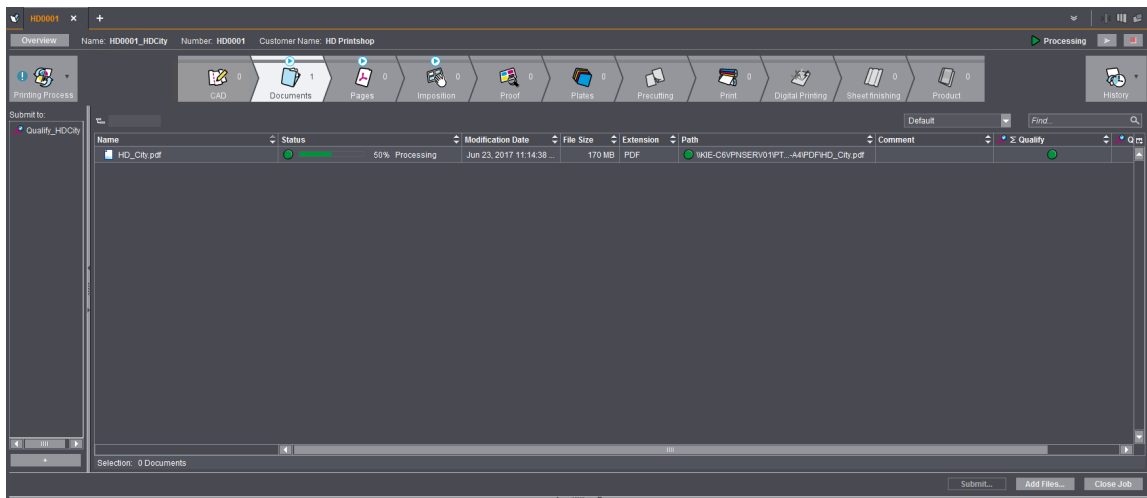 HD0001 × +
Overview Name: HD0001_HDCity Number: HD0001 Customer Name: HD Printshop Processing
Printing Process
0 CAD
1 Documents
0 Pages
0 Imposition
0 Proof
0 Plates
Precutting
0 Print
Digital Printing
0 Sheet finishing
0 Product
History
Submit to:
Qualify_HDCity
Default Find...
Name Status Modification Date File Size Extension Path Comment Σ Qualify Q
HD_City.pdf 50% Processing Jun 23, 2017 11:14:38 ... 170 MB PDF \\KIE-C6VPNSERV01\PT...-A4\PDF\HD_City.pdf
+
Selection: 0 Documents
Submit... Add Files... Close Job